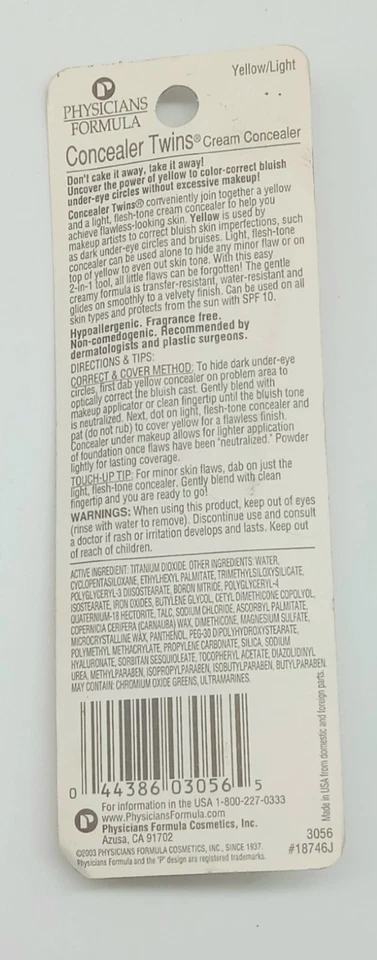 Yellow/Light
PHYSICIANS
FORMULA
Concealer Twins® Cream Concealer
Don't cake it away, take it away!
Uncover the power of yellow to color-correct bluish
under-eye circles without excessive makeup!
Concealer Twins® conveniently join together a yellow
and a light, flesh-tone cream concealer to help you
achieve flawless-looking skin. Yellow is used by
makeup artists to correct bluish skin imperfections, such
as dark under-eye circles and bruises. Light, flesh-tone
concealer can be used alone to hide any minor flaw or on
top of yellow to even out skin tone. With this easy
2-in-1 tool, all little flaws can be forgotten! The gentle
creamy formula is transfer-resistant, water-resistant and
glides on smoothly to a velvety finish. Can be used on all
skin types and protects from the sun with SPF 10.
Hypoallergenic. Fragrance free.
Non-comedogenic. Recommended by
dermatologists and plastic surgeons.
DIRECTIONS & TIPS:
CORRECT & COVER METHOD: To hide dark under-eye
circles, first dab yellow concealer on problem area to
optically correct the bluish cast. Gently blend with
makeup applicator or clean fingertip until the bluish tone
is neutralized. Next, dot on light, flesh-tone concealer and
pat (do not rub) to cover yellow for a flawless finish.
Concealer under makeup allows for lighter application
of foundation once flaws have been "neutralized." Powder
lightly for lasting coverage.
TOUCH-UP TIP: For minor skin flaws, dab on just the
light, flesh-tone concealer. Gently blend with clean
fingertip and you are ready to go!
WARNINGS: When using this product, keep out of eyes
(rinse with water to remove). Discontinue use and consult
a doctor if rash or irritation develops and lasts. Keep out
of reach of children.
ACTIVE INGREDIENT: TITANIUM DIOXIDE. OTHER INGREDIENTS: WATER,
CYCLOPENTASILOXANE, ETHYLHEXYL PALMITATE, TRIMETHYLSILOXYSILICATE,
POLYGLYCERYL-3 DIISOSTEARATE, BORON NITRIDE, POLYGLYCERYL-4
ISOSTEARATE, IRON OXIDES, BUTYLENE GLYCOL, CETYL DIMETHICONE COPOLYOL,
QUATERNIUM-18 HECTORITE, TALC, SODIUM CHLORIDE, ASCORBYL PALMITATE,
COPERNICIA CERIFERA (CARNAUBA) WAX, DIMETHICONE, MAGNESIUM SULFATE,
MICROCRYSTALLINE WAX, PANTHENOL, PEG-30 DIPOLYHYDROXYSTEARATE,
POLYMETHYL METHACRYLATE, PROPYLENE CARBONATE, SILICA, SODIUM
HYALURONATE, SORBITAN SESQUIOLEATE, TOCOPHERYL ACETATE, DIAZOLIDINYL
UREA, METHYLPARABEN, ISOPROPYLPARABEN, ISOBUTYLPARABEN, BUTYLPARABEN.
MAY CONTAIN: CHROMIUM OXIDE GREENS, ULTRAMARINES.
0 44386 03056 5
Made in USA from domestic and foreign parts.
For information in the USA 1-800-227-0333
www.PhysiciansFormula.com
Physicians Formula Cosmetics, Inc.
Azusa, CA 91702
©2003 PHYSICIANS FORMULA COSMETICS, INC., SINCE 1937.
Physicians Formula and the "P" design are registered trademarks.
3056
#18746J